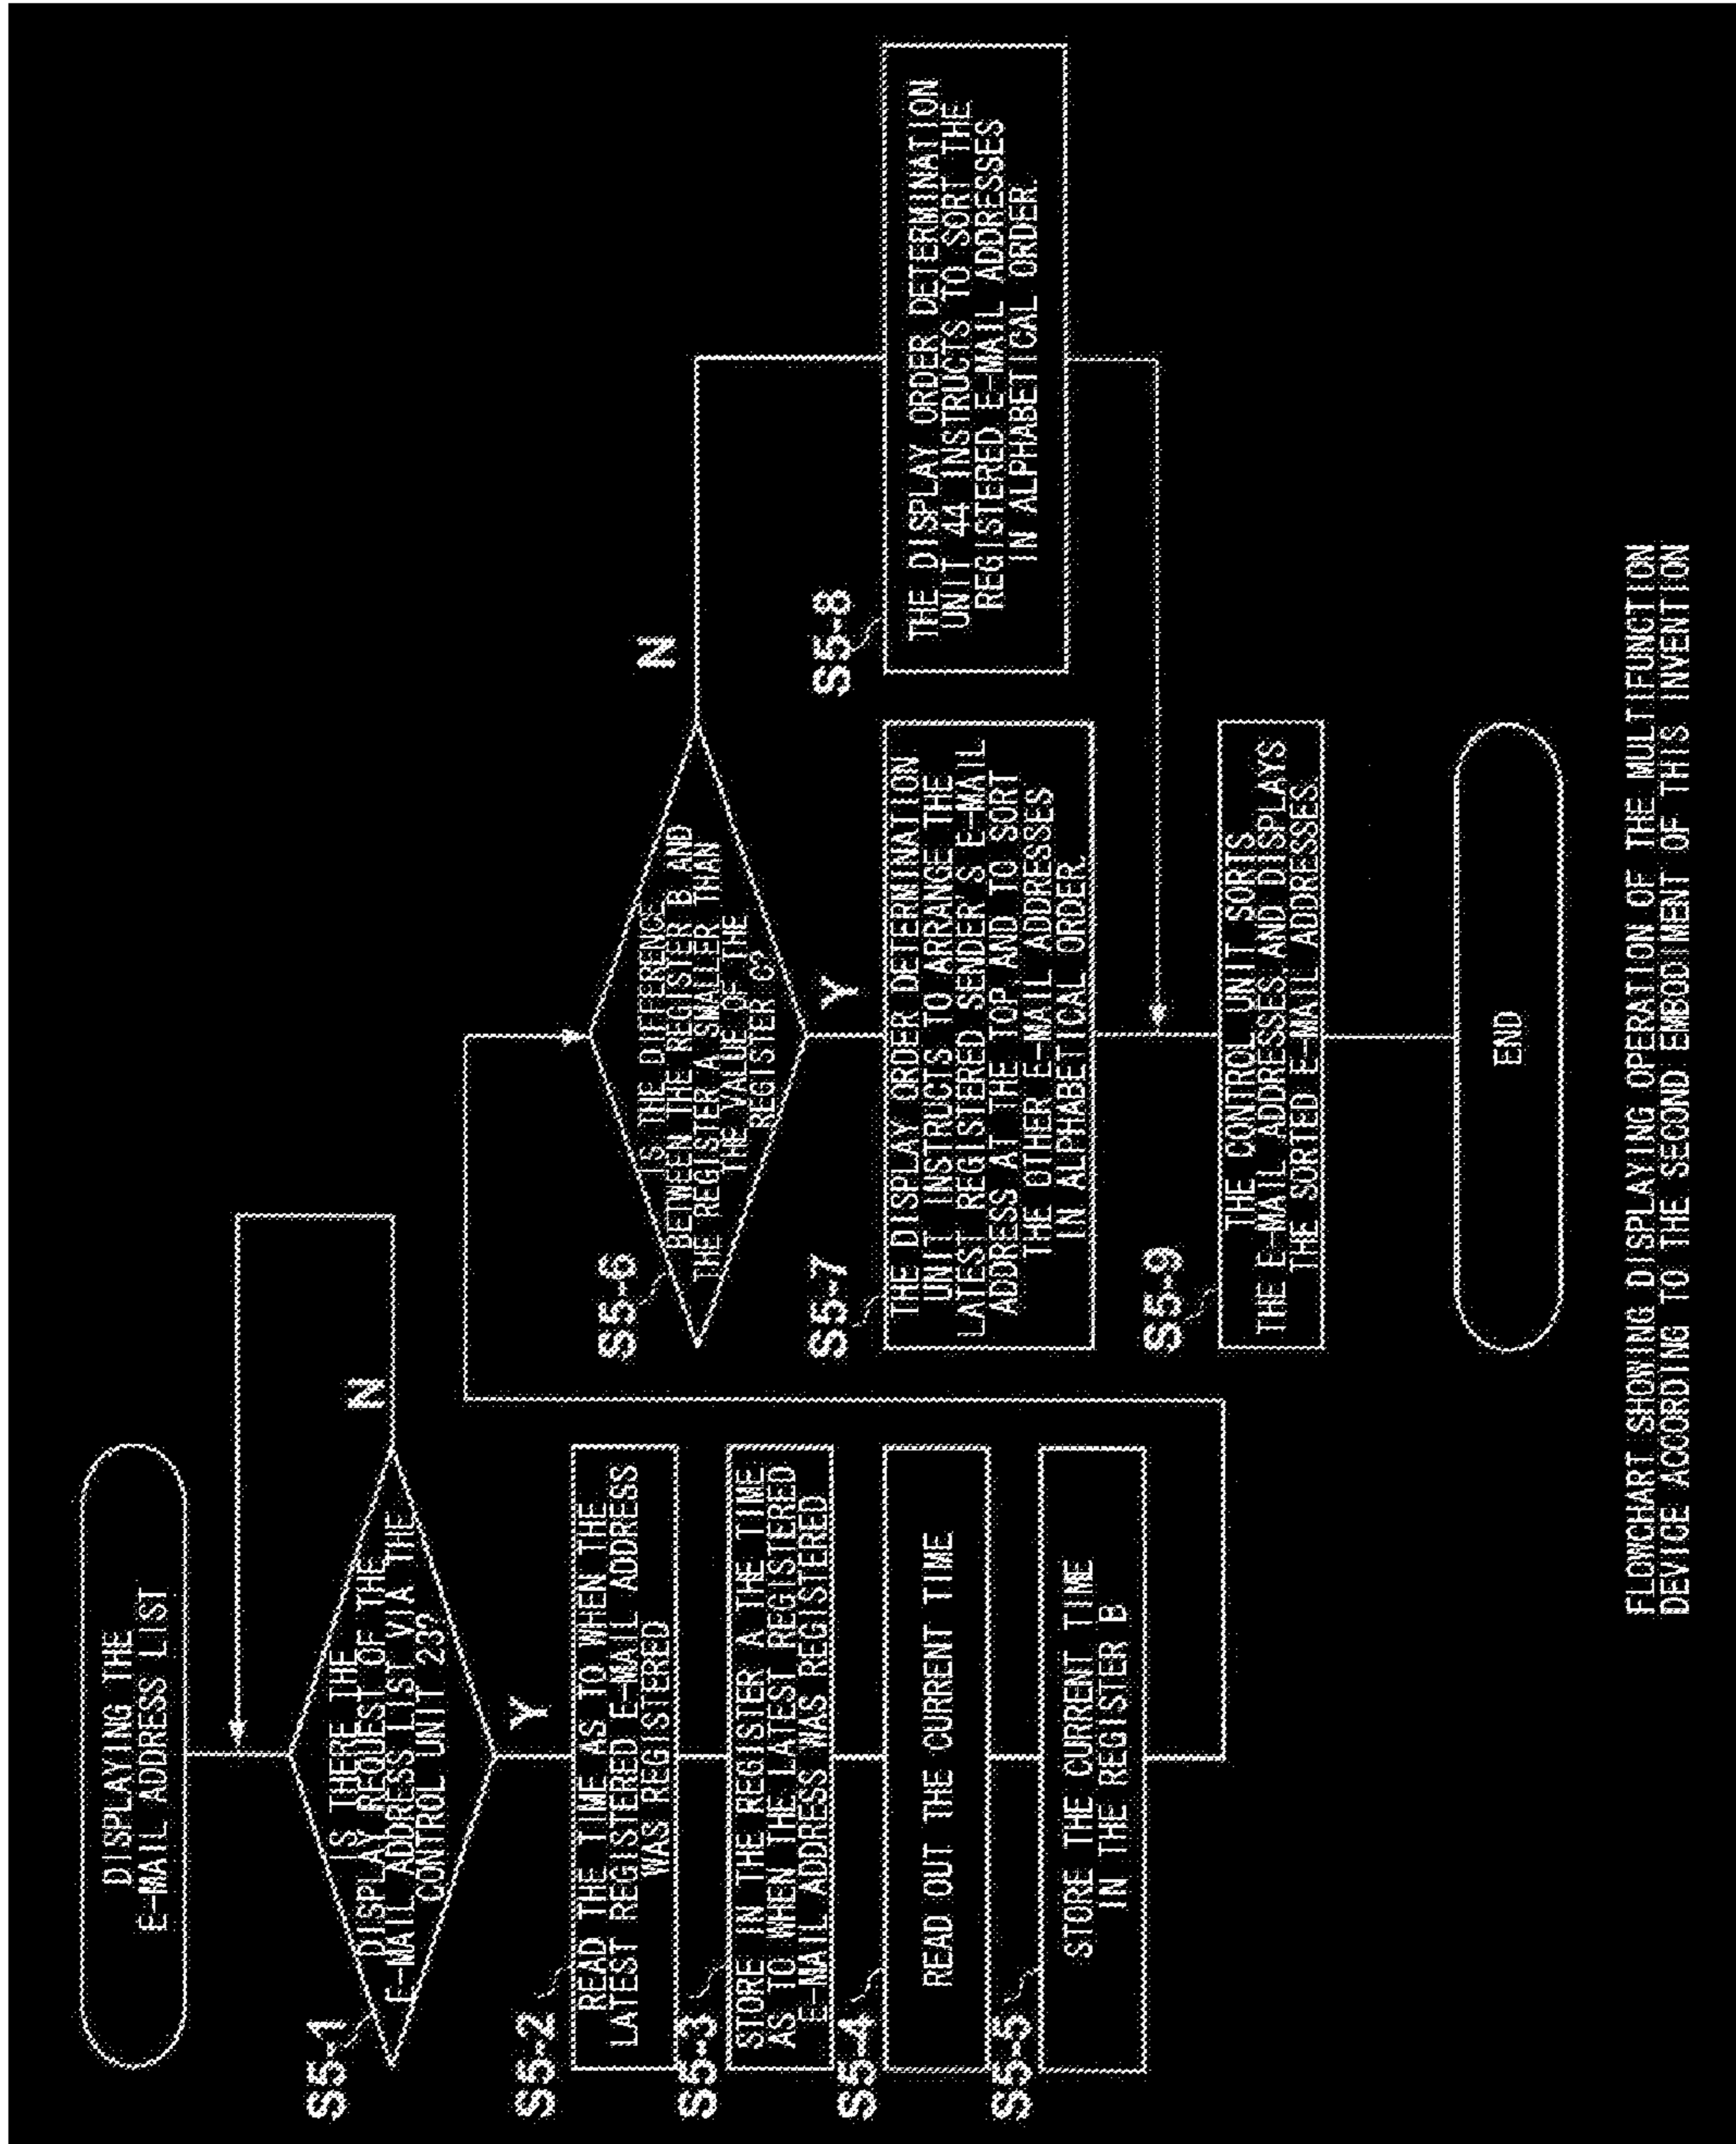 DISPLAYING THE
E-MAIL ADDRESS LIST
S5-1
IS THERE THE
DISPLAY REQUEST OF THE
E-MAIL ADDRESS LIST VIA THE
CONTROL UNIT 23?
N
Y
S5-2
READ THE TIME AS TO WHEN THE
LATEST REGISTERED E-MAIL ADDRESS
WAS REGISTERED
S5-3
STORE IN THE REGISTER A THE TIME
AS TO WHEN THE LATEST REGISTERED
E-MAIL ADDRESS WAS REGISTERED
S5-4
READ OUT THE CURRENT TIME
S5-5
STORE THE CURRENT TIME
IN THE REGISTER B
S5-6
IS THE DIFFERENCE
BETWEEN THE REGISTER B AND
THE REGISTER A SMALLER THAN
THE VALUE OF THE
REGISTER C?
N
Y
S5-7
THE DISPLAY ORDER DETERMINATION
UNIT INSTRUCTS TO ARRANGE THE
LATEST REGISTERED SENDER'S E-MAIL
ADDRESS AT THE TOP AND TO SORT
THE OTHER E-MAIL ADDRESSES
IN ALPHABETICAL ORDER.
S5-8
THE DISPLAY ORDER DETERMINATION
UNIT 44 INSTRUCTS TO SORT THE
REGISTERED E-MAIL ADDRESSES
IN ALPHABETICAL ORDER.
S5-9
THE CONTROL UNIT SORTS
THE E-MAIL ADDRESSES AND DISPLAYS
THE SORTED E-MAIL ADDRESSES.
END
FLOWCHART SHOWING DISPLAYING OPERATION OF THE MULTIFUNCTION
DEVICE ACCORDING TO THE SECOND EMBODIMENT OF THIS INVENTION